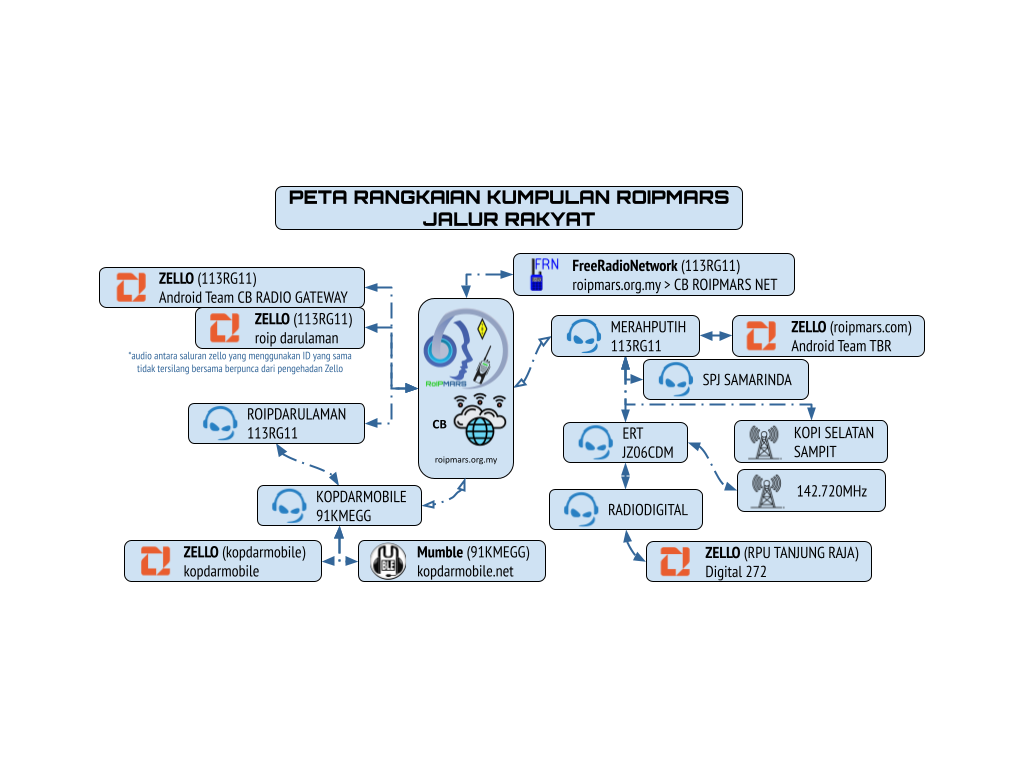 PETA RANGKAIAN KUMPULAN ROIPMARS
JALUR RAKYAT
FRN
FreeRadioNetwork (113RG11)
roipmars.org.my > CB ROIPMARS NET
ZELLO (113RG11)
Android Team CB RADIO GATEWAY
ZELLO (113RG11)
roip darulaman
*audio antara saluran zello yang menggunakan ID yang sama
tidak tersilang bersama berpunca dari pengehadan Zello
RoIPMARS
CB
roipmars.org.my
MERAHPUTIH
113RG11
ZELLO (roipmars.com)
Android Team TBR
SPJ SAMARINDA
ROIPDARULAMAN
113RG11
ERT
JZ06CDM
KOPI SELATAN
SAMPIT
142.720MHz
KOPDARMOBILE
91KMEGG
RADIODIGITAL
ZELLO (kopdarmobile)
kopdarmobile
BLE
Mumble (91KMEGG)
kopdarmobile.net
ZELLO (RPU TANJUNG RAJA)
Digital 272